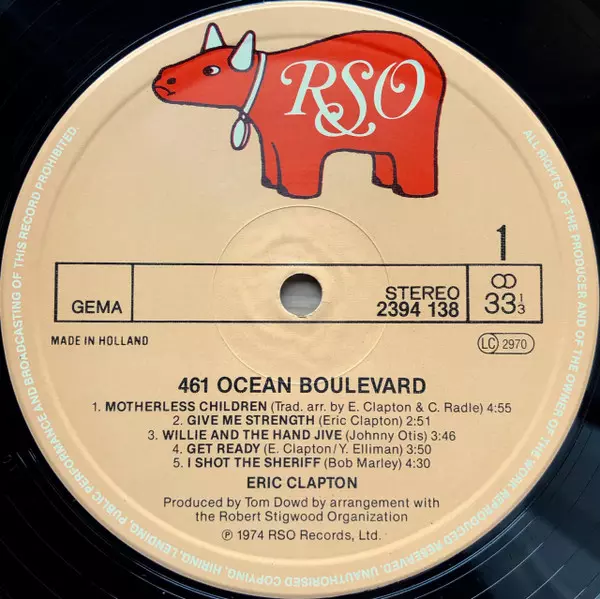 RSO
1
GEMA
STEREO
2394 138
33 1/3
MADE IN HOLLAND
LC 2970
461 OCEAN BOULEVARD
1. MOTHERLESS CHILDREN (Trad. arr. by E. Clapton & C. Radle) 4:55
2. GIVE ME STRENGTH (Eric Clapton) 2:51
3. WILLIE AND THE HAND JIVE (Johnny Otis) 3:46
4. GET READY (E. Clapton/Y. Elliman) 3:50
5. I SHOT THE SHERIFF (Bob Marley) 4:30
ERIC CLAPTON
Produced by Tom Dowd by arrangement with
the Robert Stigwood Organization
℗ 1974 RSO Records, Ltd.
ALL RIGHTS OF THE PRODUCER AND OF THE OWNER OF THE WORK REPRODUCED RESERVED. UNAUTHORISED COPYING, HIRING, LENDING, PUBLIC PERFORMANCE AND BROADCASTING OF THIS RECORD PROHIBITED.